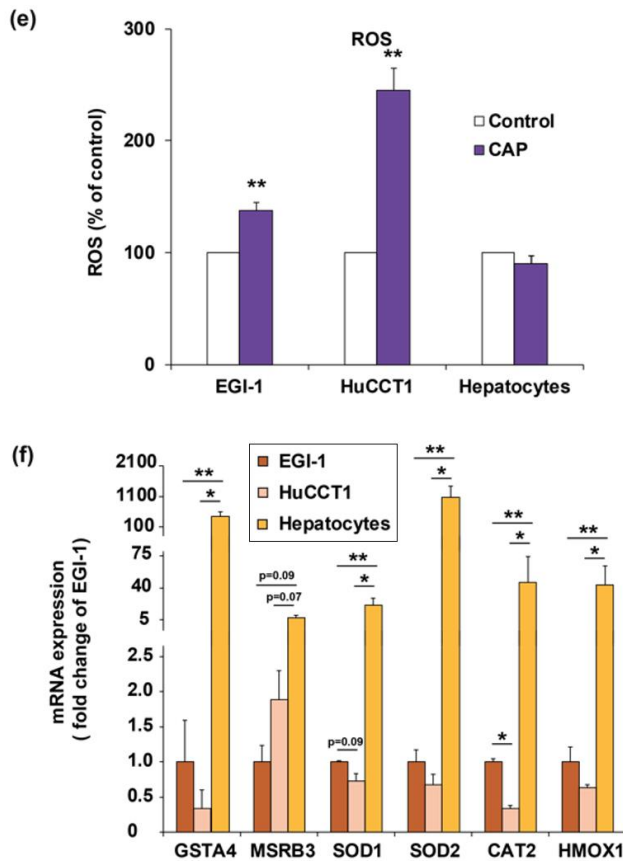 (e)
ROS
300
200
100
0
ROS (% of control)
**
**
Control
CAP
EGI-1 HuCCT1 Hepatocytes
(f)
EGI-1
HuCCT1
Hepatocytes
2100
1100
100
75
40
5
2.5
2.0
1.5
1.0
0.5
0
mRNA expression
( fold change of EGI-1)
**
*
p=0.09
p=0.07
**
*
p=0.09
**
*
**
*
*
**
*
GSTA4 MSRB3 SOD1 SOD2 CAT2 HMOX1